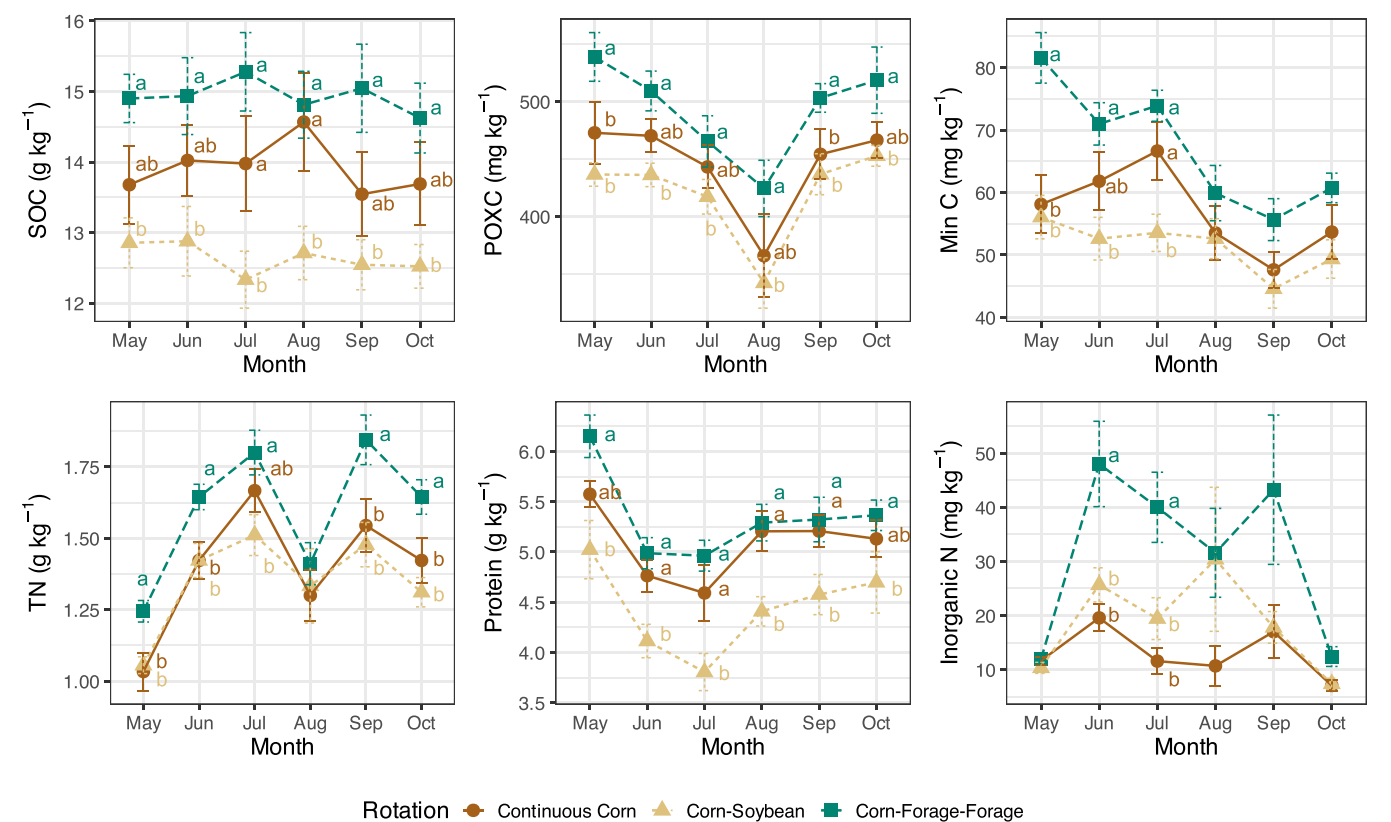 SOC (g kg⁻¹)
16
15
14
13
12
a
a
a
a
a
a
ab
ab
a
a
ab
ab
b
b
b
b
b
b
May Jun Jul Aug Sep Oct
Month
POXC (mg kg⁻¹)
500
400
a
a
a
a
a
a
b
ab
ab
ab
b
ab
b
b
b
b
b
b
May Jun Jul Aug Sep Oct
Month
Min C (mg kg⁻¹)
80
70
60
50
40
a
a
a
b
ab
a
b
b
b
May Jun Jul Aug Sep Oct
Month
TN (g kg⁻¹)
1.75
1.50
1.25
1.00
a
a
a
a
a
b
b
ab
b
b
b
b
b
b
b
May Jun Jul Aug Sep Oct
Month
Protein (g kg⁻¹)
6.0
5.5
5.0
4.5
4.0
3.5
a
a
a
a
a
a
ab
a
a
a
a
ab
b
b
b
b
b
b
May Jun Jul Aug Sep Oct
Month
Inorganic N (mg kg⁻¹)
50
40
30
20
10
a
a
b
b
b
b
May Jun Jul Aug Sep Oct
Month
Rotation Continuous Corn Corn-Soybean Corn-Forage-Forage